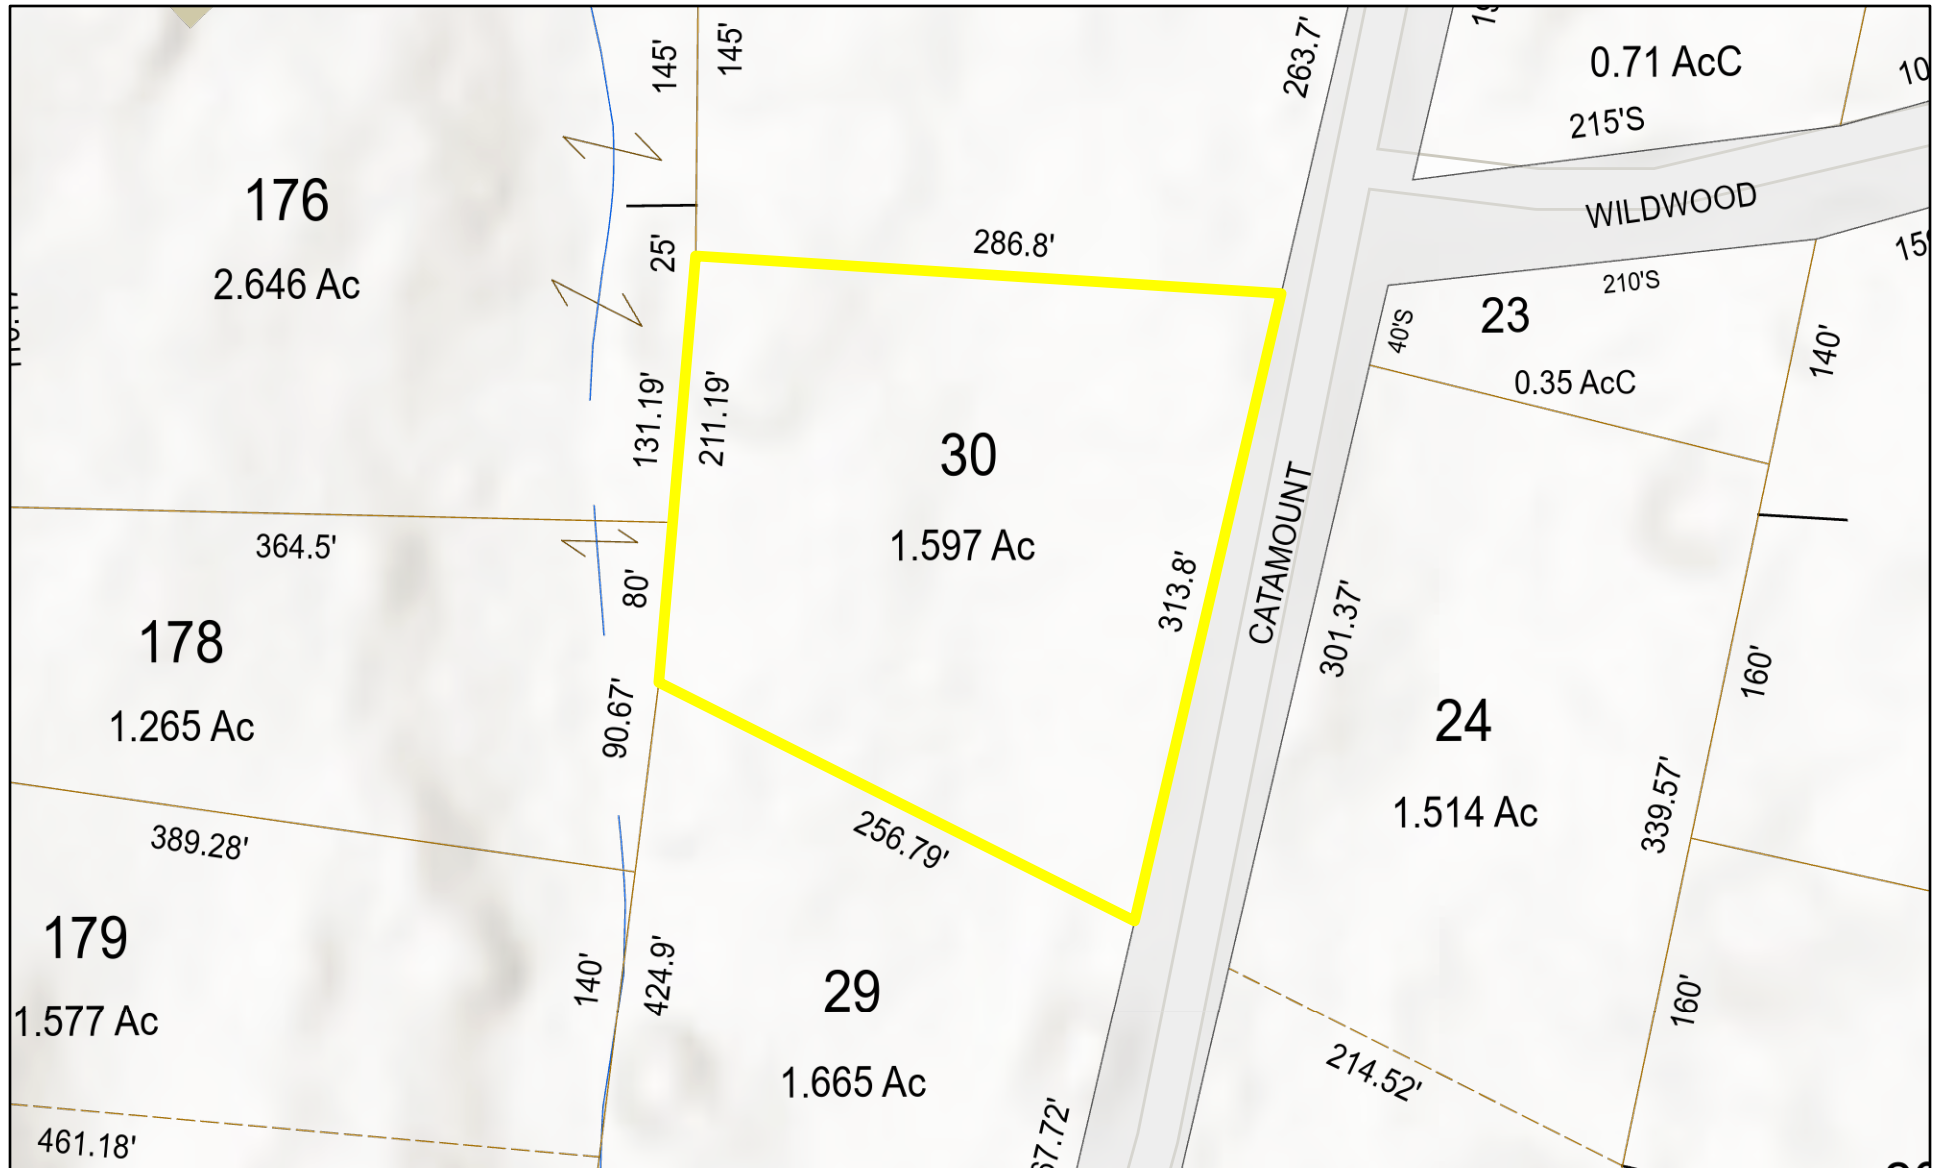 145'
145'
263.7'
0.71 AcC
215'S
WILDWOOD
176
2.646 Ac
25'
286.8'
210'S
23
40'S
0.35 AcC
140'
131.19'
211.19'
30
1.597 Ac
CATAMOUNT
364.5'
80'
313.8'
301.37'
178
1.265 Ac
90.67'
160'
24
1.514 Ac
339.57'
389.28'
256.79'
179
1.577 Ac
140'
424.9'
29
1.665 Ac
160'
214.52'
461.18'